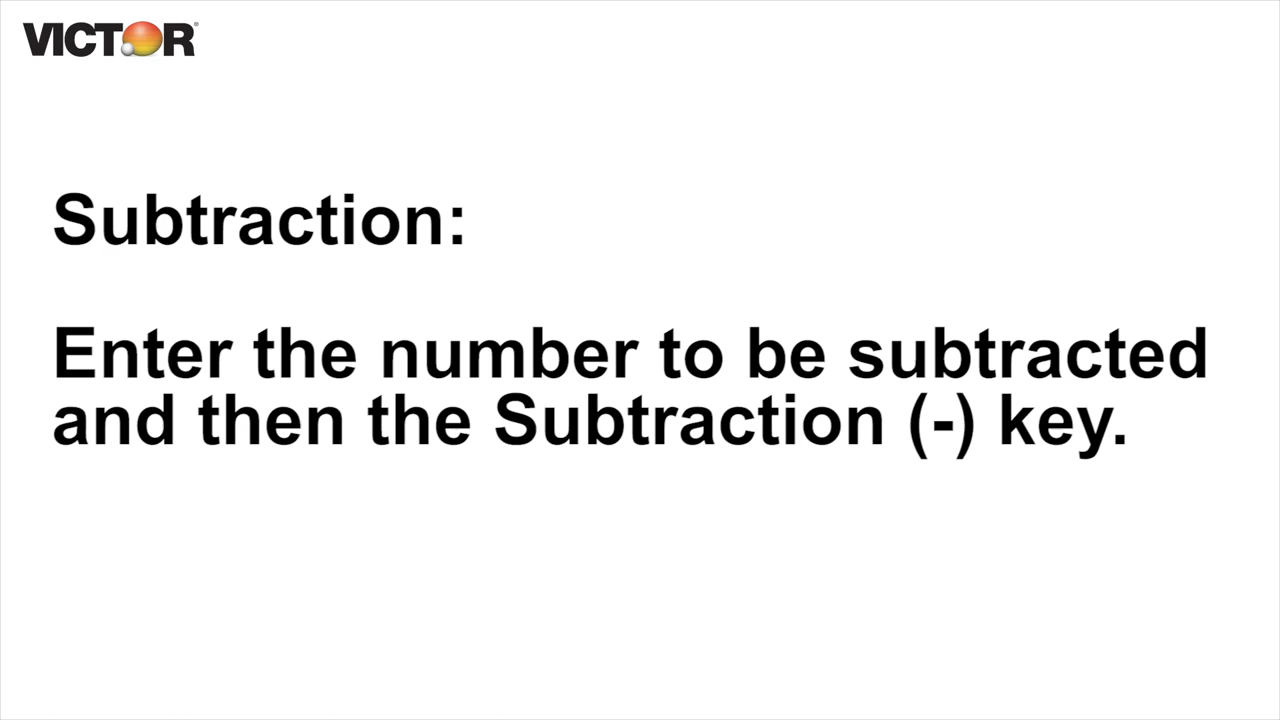 VICTOR®
Subtraction:
Enter the number to be subtracted
and then the Subtraction (-) key.